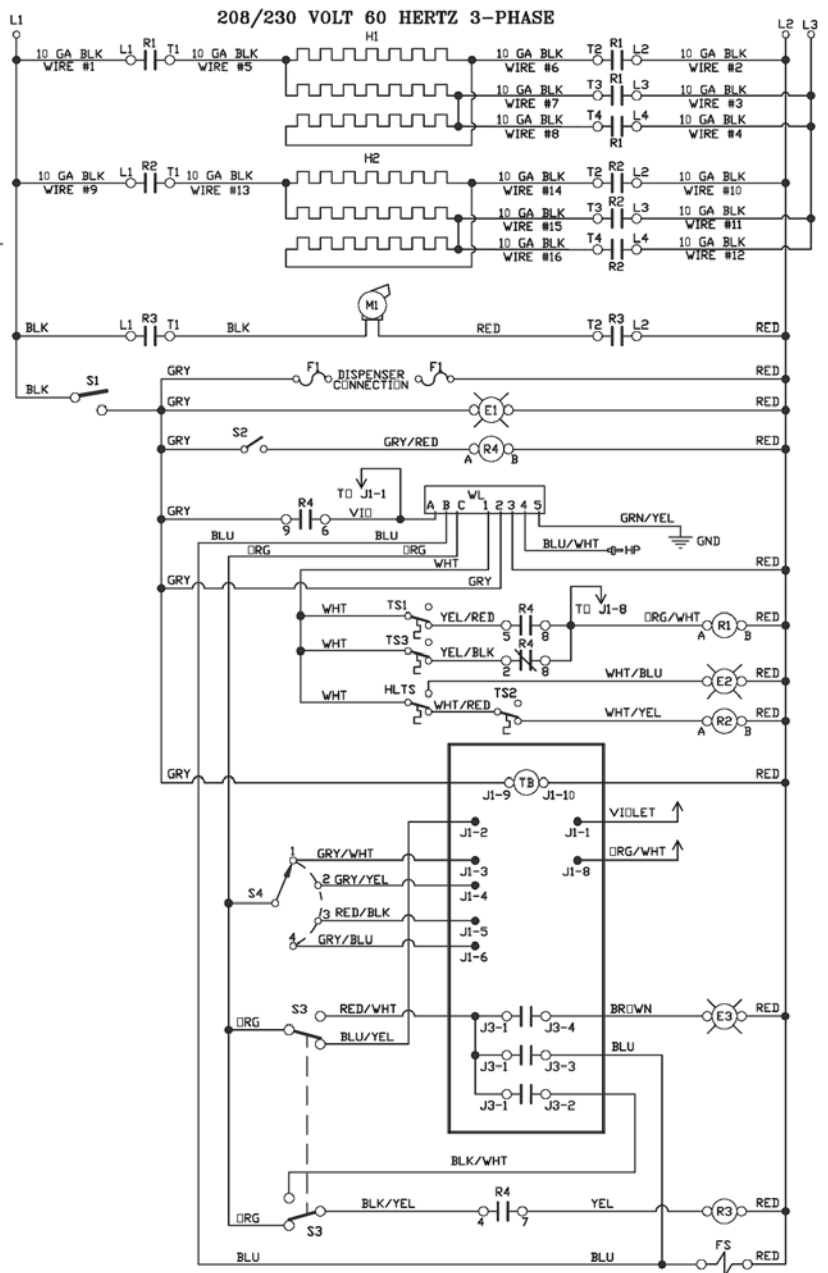 208/230 VOLT 60 HERTZ 3-PHASE
L1 L2 L3
H1
10 GA BLK L1 R1 T1 10 GA BLK 10 GA BLK T2 R1 L2 10 GA BLK
WIRE #1 WIRE #5 WIRE #6 WIRE #2
10 GA BLK T3 R1 L3 10 GA BLK
WIRE #7 WIRE #3
10 GA BLK T4 L4 10 GA BLK
WIRE #8 R1 WIRE #4
H2
10 GA BLK L1 R2 T1 10 GA BLK 10 GA BLK T2 R2 L2 10 GA BLK
WIRE #9 WIRE #13 WIRE #14 WIRE #10
10 GA BLK T3 R2 L3 10 GA BLK
WIRE #15 WIRE #11
10 GA BLK T4 L4 10 GA BLK
WIRE #16 R2 WIRE #12
M1
BLK L1 R3 T1 BLK RED T2 R3 L2 RED
GRY F1 DISPENSER F1 RED
CONNECTION
BLK S1
GRY E1 RED
GRY S2 GRY/RED R4 RED
A B
TO J1-1 WL
A B C 1 2 3 4 5
GRY R4 VIO GRN/YEL
9 6
GND
BLU BLU BLU/WHT HP
ORG ORG
WHT RED
GRY GRY
TO J1-8
WHT TS1 YEL/RED R4 ORG/WHT R1 RED
5 8 A B
WHT TS3 YEL/BLK R4
2 8
WHT/BLU E2 RED
WHT HLTS WHT/RED TS2 WHT/YEL R2 RED
A B
GRY TB RED
J1-9 J1-10
VIOLET
J1-2 J1-1
1 GRY/WHT ORG/WHT
J1-3 J1-8
S4 2 GRY/YEL
J1-4
3 RED/BLK
J1-5
4 GRY/BLU
J1-6
S3 RED/WHT BROWN E3 RED
ORG J3-1 J3-4
BLU/YEL BLU
J3-1 J3-3
J3-1 J3-2
BLK/WHT
BLK/YEL R4 YEL R3 RED
ORG S3 4 7
BLU BLU FS RED